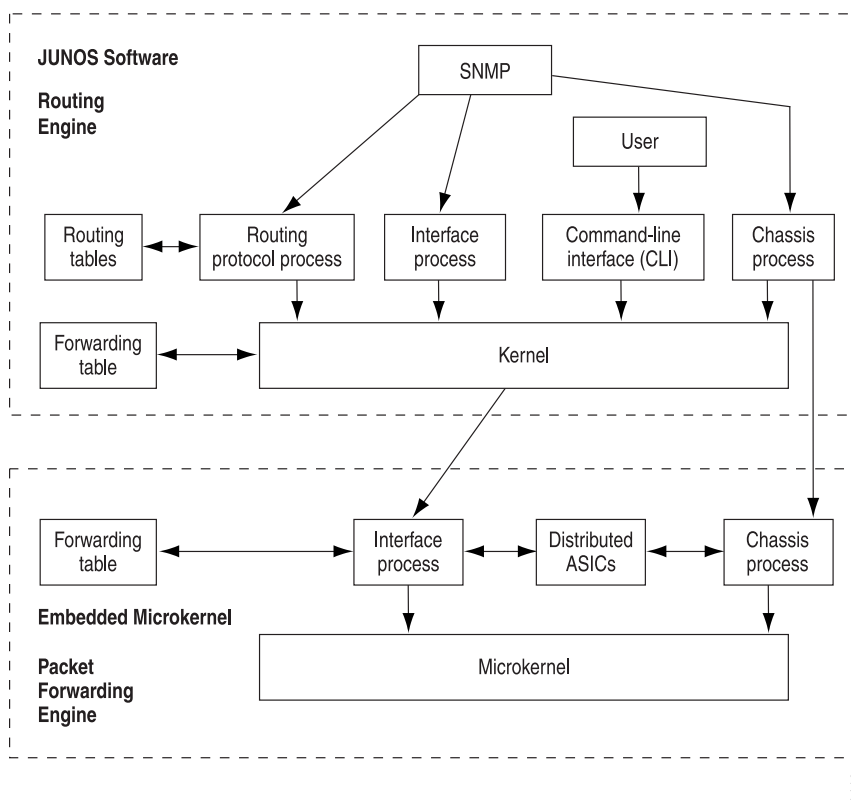 JUNOS Software
Routing
Engine
SNMP
User
Routing
tables
Routing
protocol process
Interface
process
Command-line
interface (CLI)
Chassis
process
Forwarding
table
Kernel
Forwarding
table
Interface
process
Distributed
ASICs
Chassis
process
Embedded Microkernel
Packet
Forwarding
Engine
Microkernel